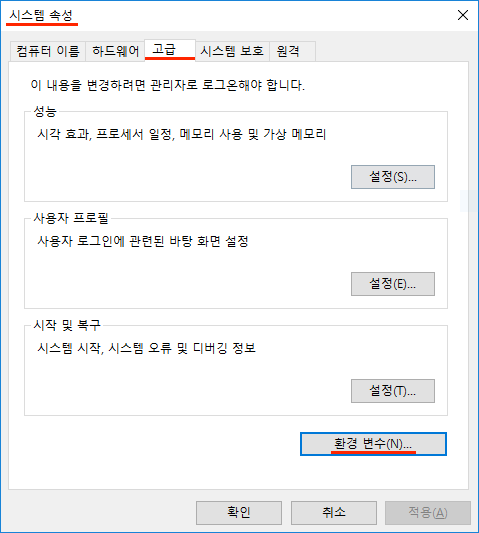 시스템 속성
컴퓨터 이름 하드웨어 고급 시스템 보호 원격
이 내용을 변경하려면 관리자로 로그온해야 합니다.
성능
시각 효과, 프로세서 일정, 메모리 사용 및 가상 메모리
설정(S)...
사용자 프로필
사용자 로그인에 관련된 바탕 화면 설정
설정(E)...
시작 및 복구
시스템 시작, 시스템 오류 및 디버깅 정보
설정(T)...
환경 변수(N)...
확인 취소 적용(A)